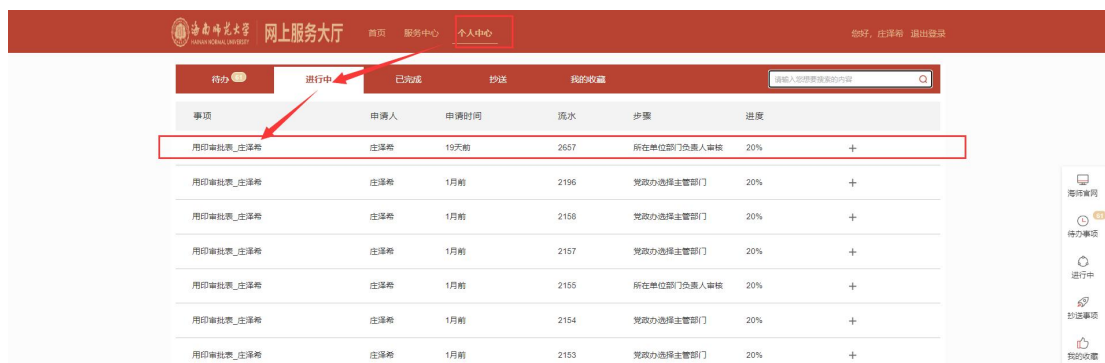 海南师范大学 网上服务大厅 首页 服务中心 个人中心 您好，庄泽希 退出登录
HAINAN NORMAL UNIVERSITY
待办 61 进行中 已完成 抄送 我的收藏 请输入您想要搜索的内容
事项 申请人 申请时间 流水 步骤 进度
用印审批表_庄泽希 庄泽希 19天前 2657 所在单位部门负责人审核 20% +
用印审批表_庄泽希 庄泽希 1月前 2196 党政办选择主管部门 20% +
用印审批表_庄泽希 庄泽希 1月前 2158 党政办选择主管部门 20% +
用印审批表_庄泽希 庄泽希 1月前 2157 党政办选择主管部门 20% +
用印审批表_庄泽希 庄泽希 1月前 2155 所在单位部门负责人审核 20% +
用印审批表_庄泽希 庄泽希 1月前 2154 党政办选择主管部门 20% +
用印审批表_庄泽希 庄泽希 1月前 2153 党政办选择主管部门 20% +
海师官网
61
待办事项
进行中
抄送事项
我的收藏